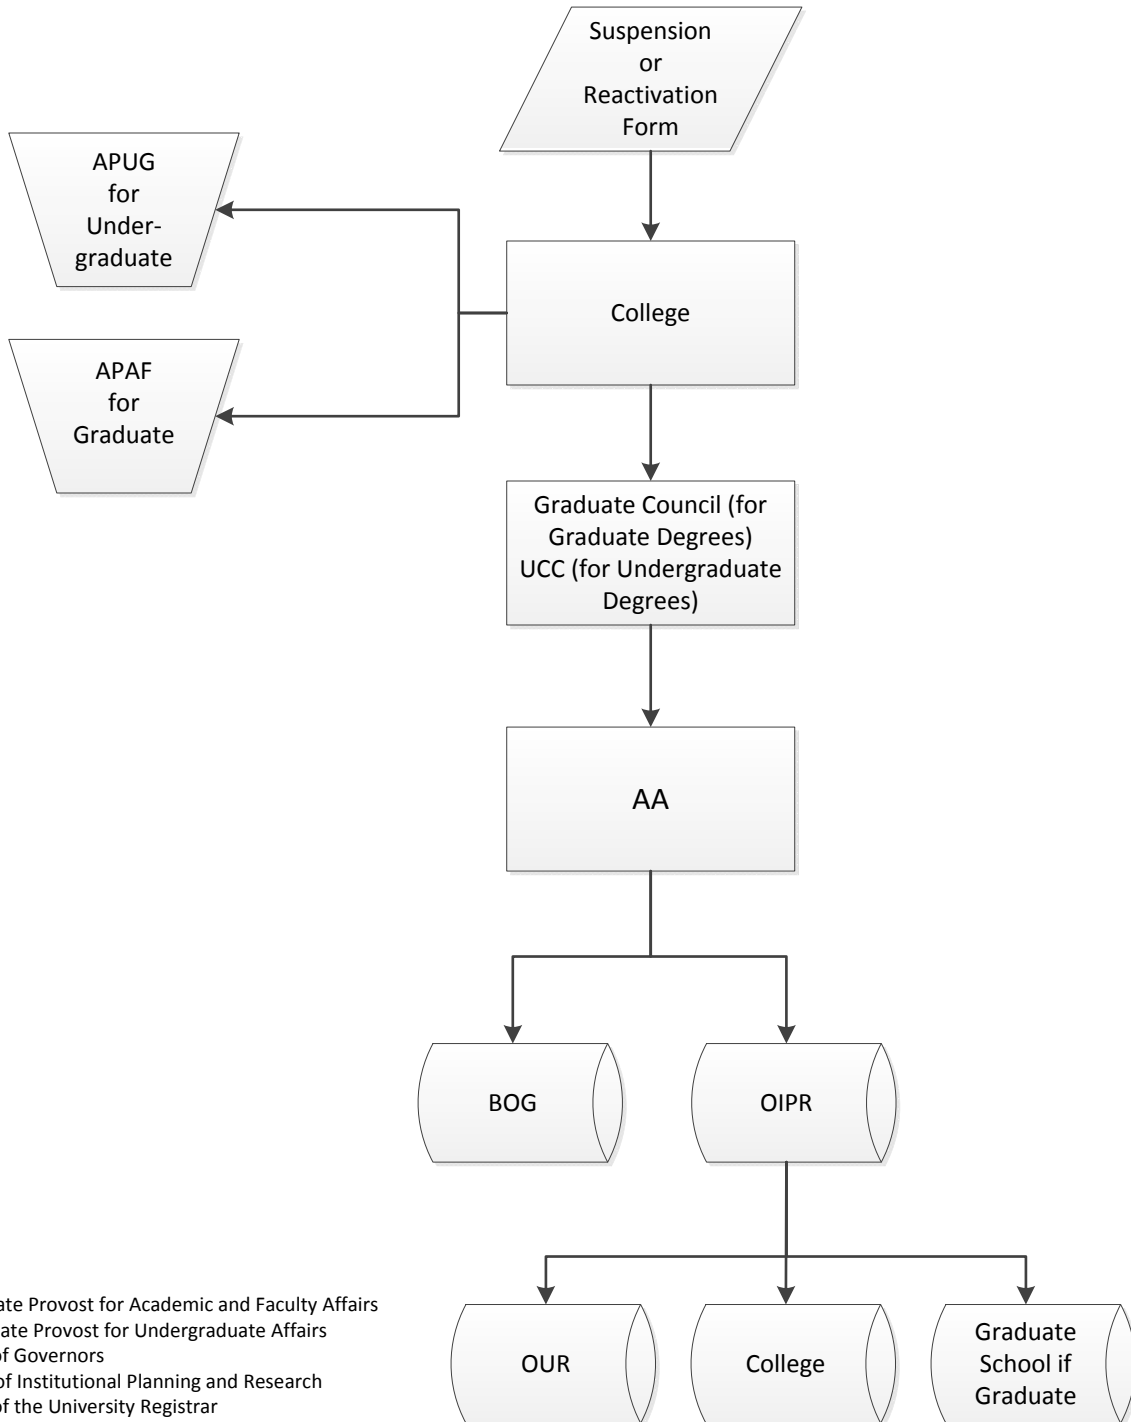 Suspension
or
Reactivation
Form
APUG
for
Under-
graduate
College
APAF
for
Graduate
Graduate Council (for
Graduate Degrees)
UCC (for Undergraduate
Degrees)
AA
BOG
OIPR
OUR
College
Graduate
School if
Graduate
Provost for Academic and Faculty Affairs
Provost for Undergraduate Affairs
of Governors
of Institutional Planning and Research
of the University Registrar